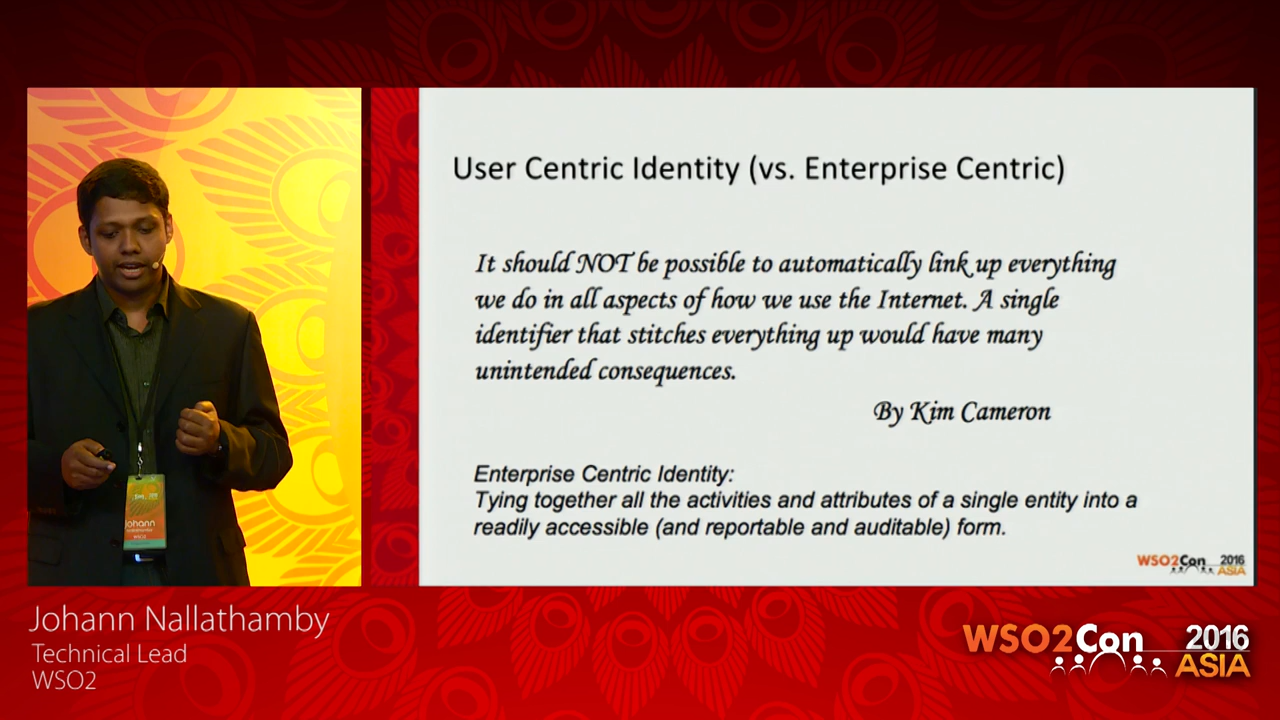 User Centric Identity (vs. Enterprise Centric)
It should NOT be possible to automatically link up everything
we do in all aspects of how we use the Internet. A single
identifier that stitches everything up would have many
unintended consequences.
By Kim Cameron
Enterprise Centric Identity:
Tying together all the activities and attributes of a single entity into a
readily accessible (and reportable and auditable) form.
WSO2Con 2016
ASIA
Johann
WSO2
Johann Nallathamby
Technical Lead
WSO2
WSO2Con 2016
ASIA